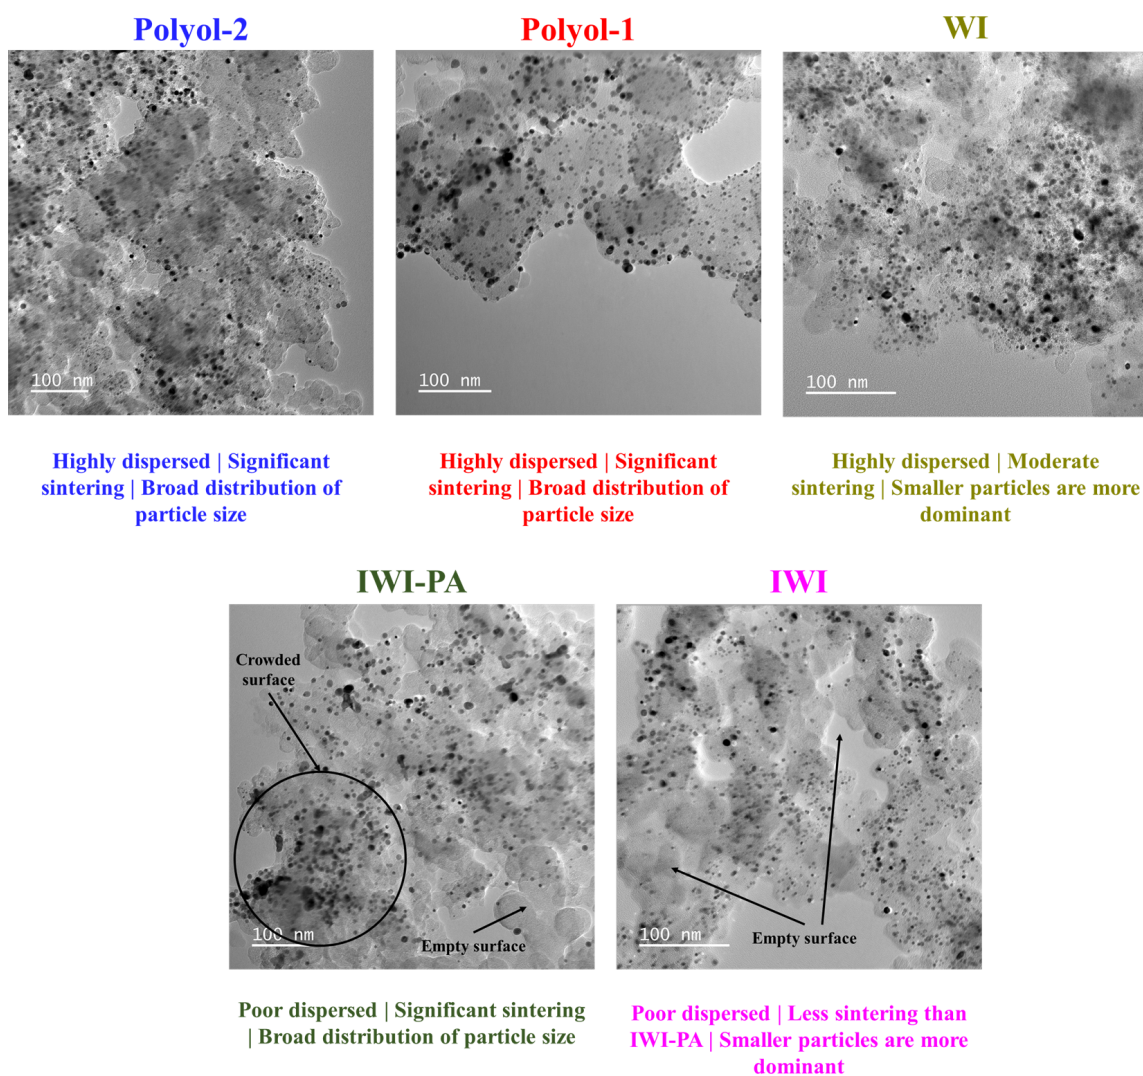 Polyol-2
Polyol-1
WI
100 nm
100 nm
100 nm
Highly dispersed | Significant
sintering | Broad distribution of
particle size
Highly dispersed | Significant
sintering | Broad distribution of
particle size
Highly dispersed | Moderate
sintering | Smaller particles are more
dominant
IWI-PA
IWI
Crowded
surface
Empty surface
100 nm
Empty surface
100 nm
Poor dispersed | Significant sintering
| Broad distribution of particle size
Poor dispersed | Less sintering than
IWI-PA | Smaller particles are more
dominant